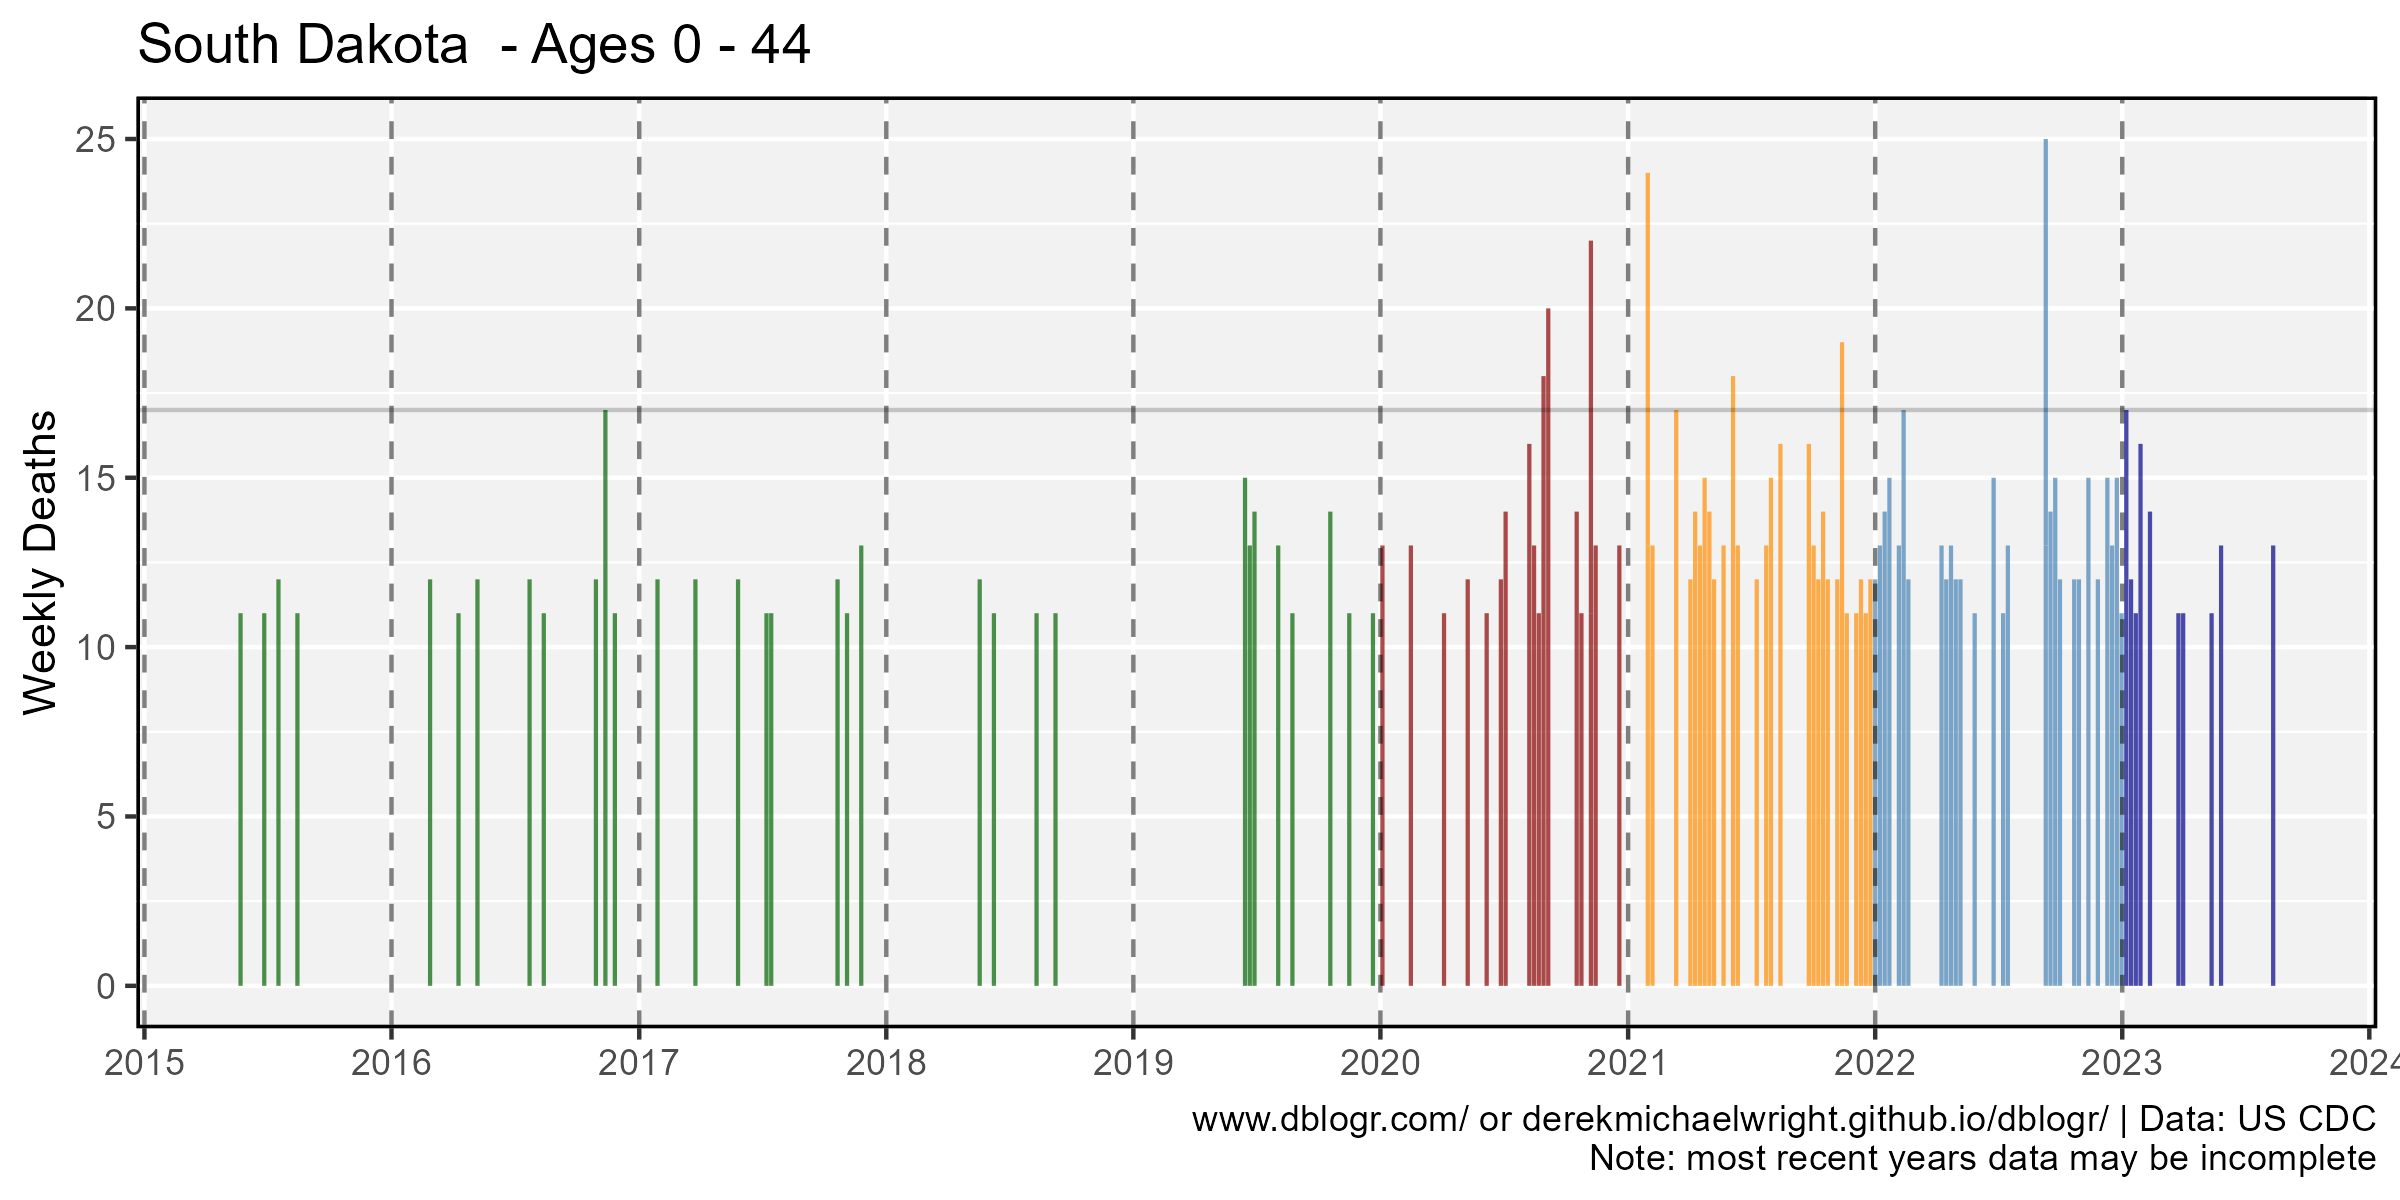 South Dakota  - Ages 0 - 44
Weekly Deaths
25
20
15
10
5
0
2015 2016 2017 2018 2019 2020 2021 2022 2023 2024
www.dblogr.com/ or derekmichaelwright.github.io/dblogr/ | Data: US CDC
Note: most recent years data may be incomplete